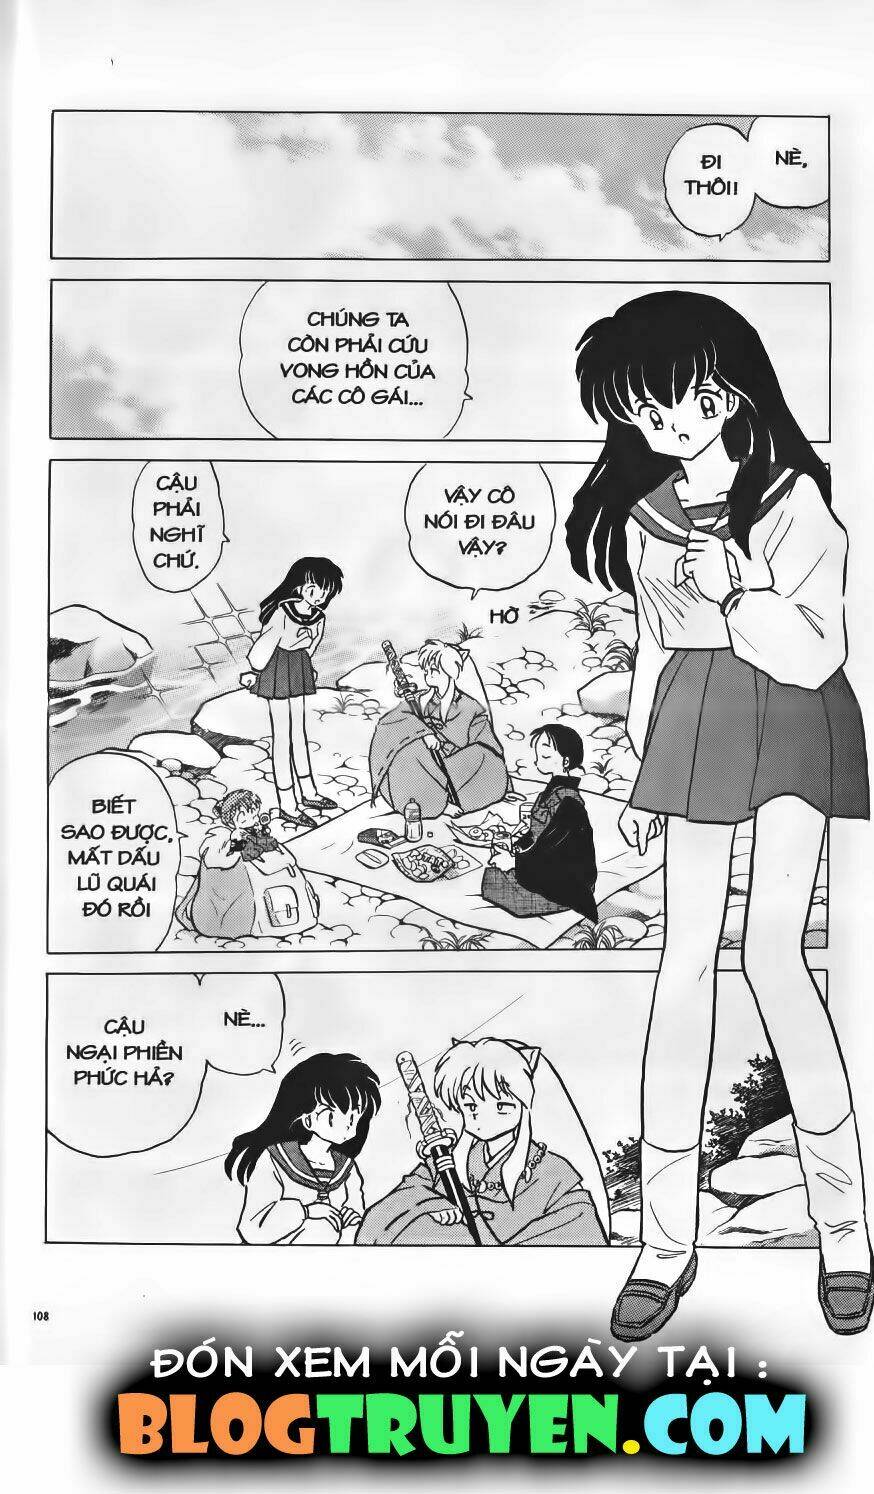 NÈ,
ĐI
THÔI!
CHÚNG TA
CÒN PHẢI CỨU
VONG HỒN CỦA
CÁC CÔ GÁI...
VẬY CÔ
NÓI ĐI ĐÂU
VẬY?
CẬU
PHẢI
NGHĨ
CHỨ.
HỜ
BIẾT
SAO ĐƯỢC,
MẤT DẤU
LŨ QUÁI
ĐÓ RỒI
NÈ...
CẬU
NGẠI PHIỀN
PHỨC HẢ?
108
ĐÓN XEM MỖI NGÀY TẠI :
BLOGTRUYEN.COM